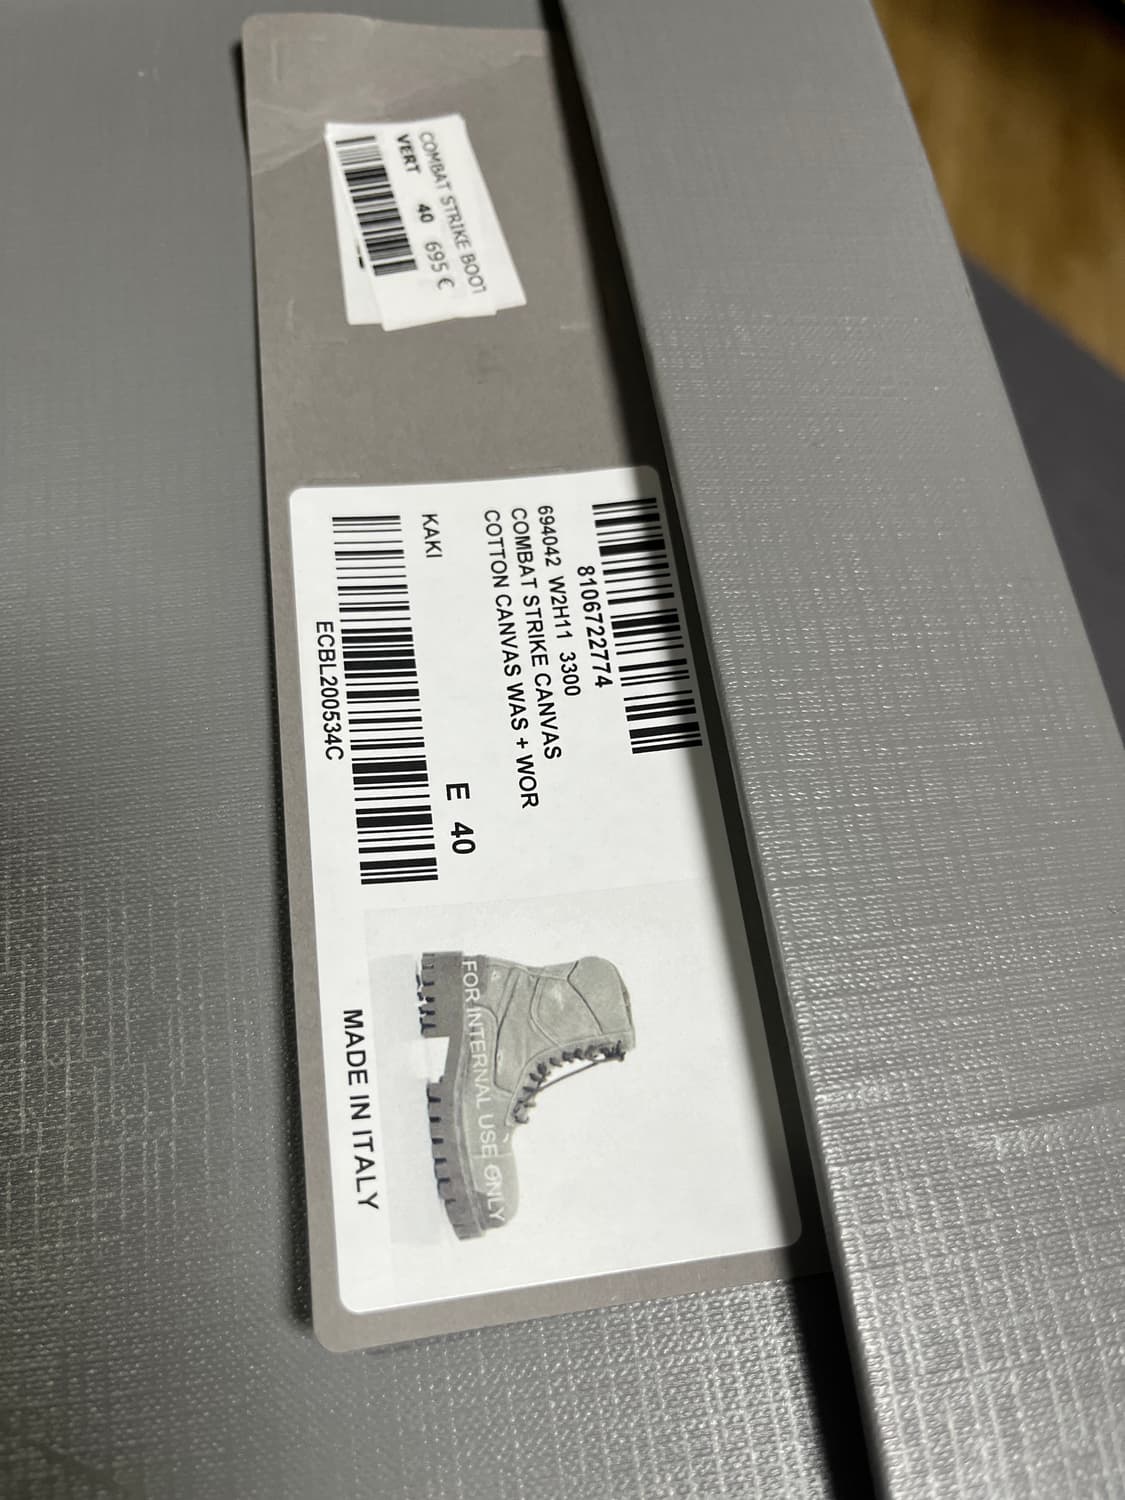 COMBAT STRIKE BOOT
VERT 40 695 €
8106722774
694042 W2H11 3300
COMBAT STRIKE CANVAS
COTTON CANVAS WAS + WOR
KAKI
E 40
ECBL200534C
FOR INTERNAL USE ONLY
MADE IN ITALY